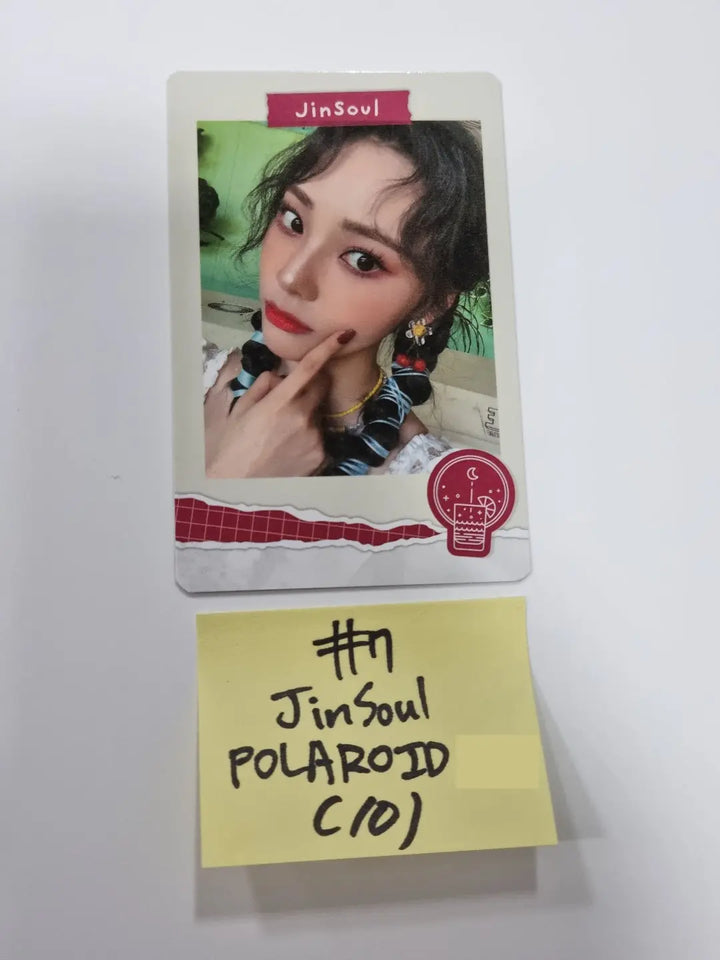 JinSoul
#7
JinSoul
POLAROID
(10)